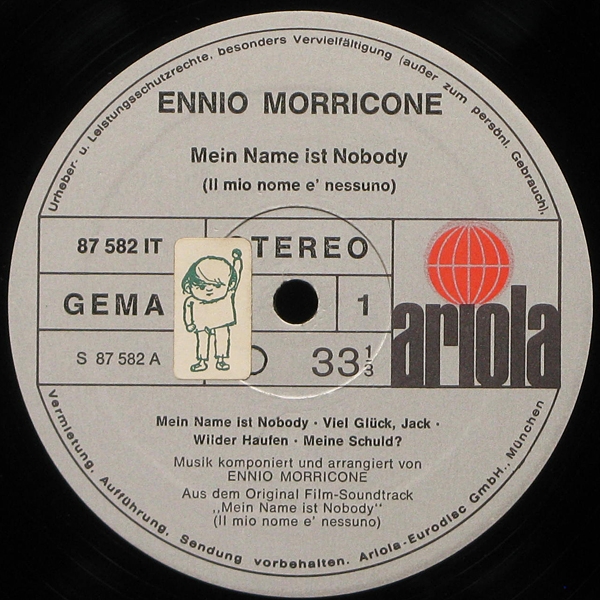 Urheber- u. Leistungsschutzrechte, besonders Vervielfältigung (außer zum persönl. Gebrauch),
ENNIO MORRICONE
Mein Name ist Nobody
(Il mio nome e' nessuno)
87 582 IT
TEREO
GEMA
1
ariola
S 87 582 A
33 1/3
Mein Name ist Nobody · Viel Glück, Jack ·
Wilder Haufen · Meine Schuld?
Musik komponiert und arrangiert von
ENNIO MORRICONE
Aus dem Original Film-Soundtrack
„Mein Name ist Nobody"
(Il mio nome e' nessuno)
Vermietung, Aufführung, Sendung vorbehalten. Ariola-Eurodisc GmbH., München